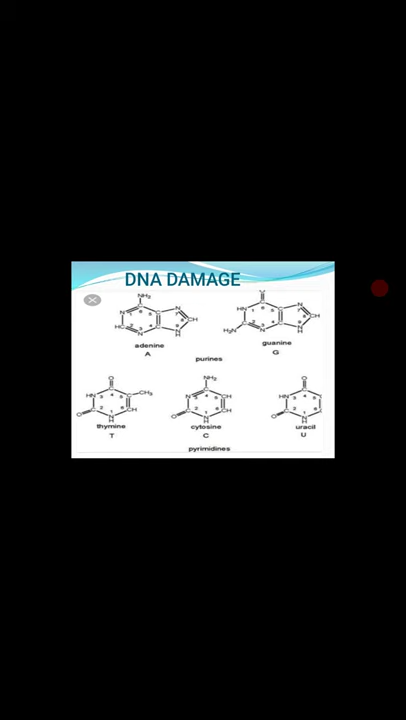 DNA DAMAGE
adenine
A
guanine
G
purines
thymine
T
cytosine
C
uracil
U
pyrimidines